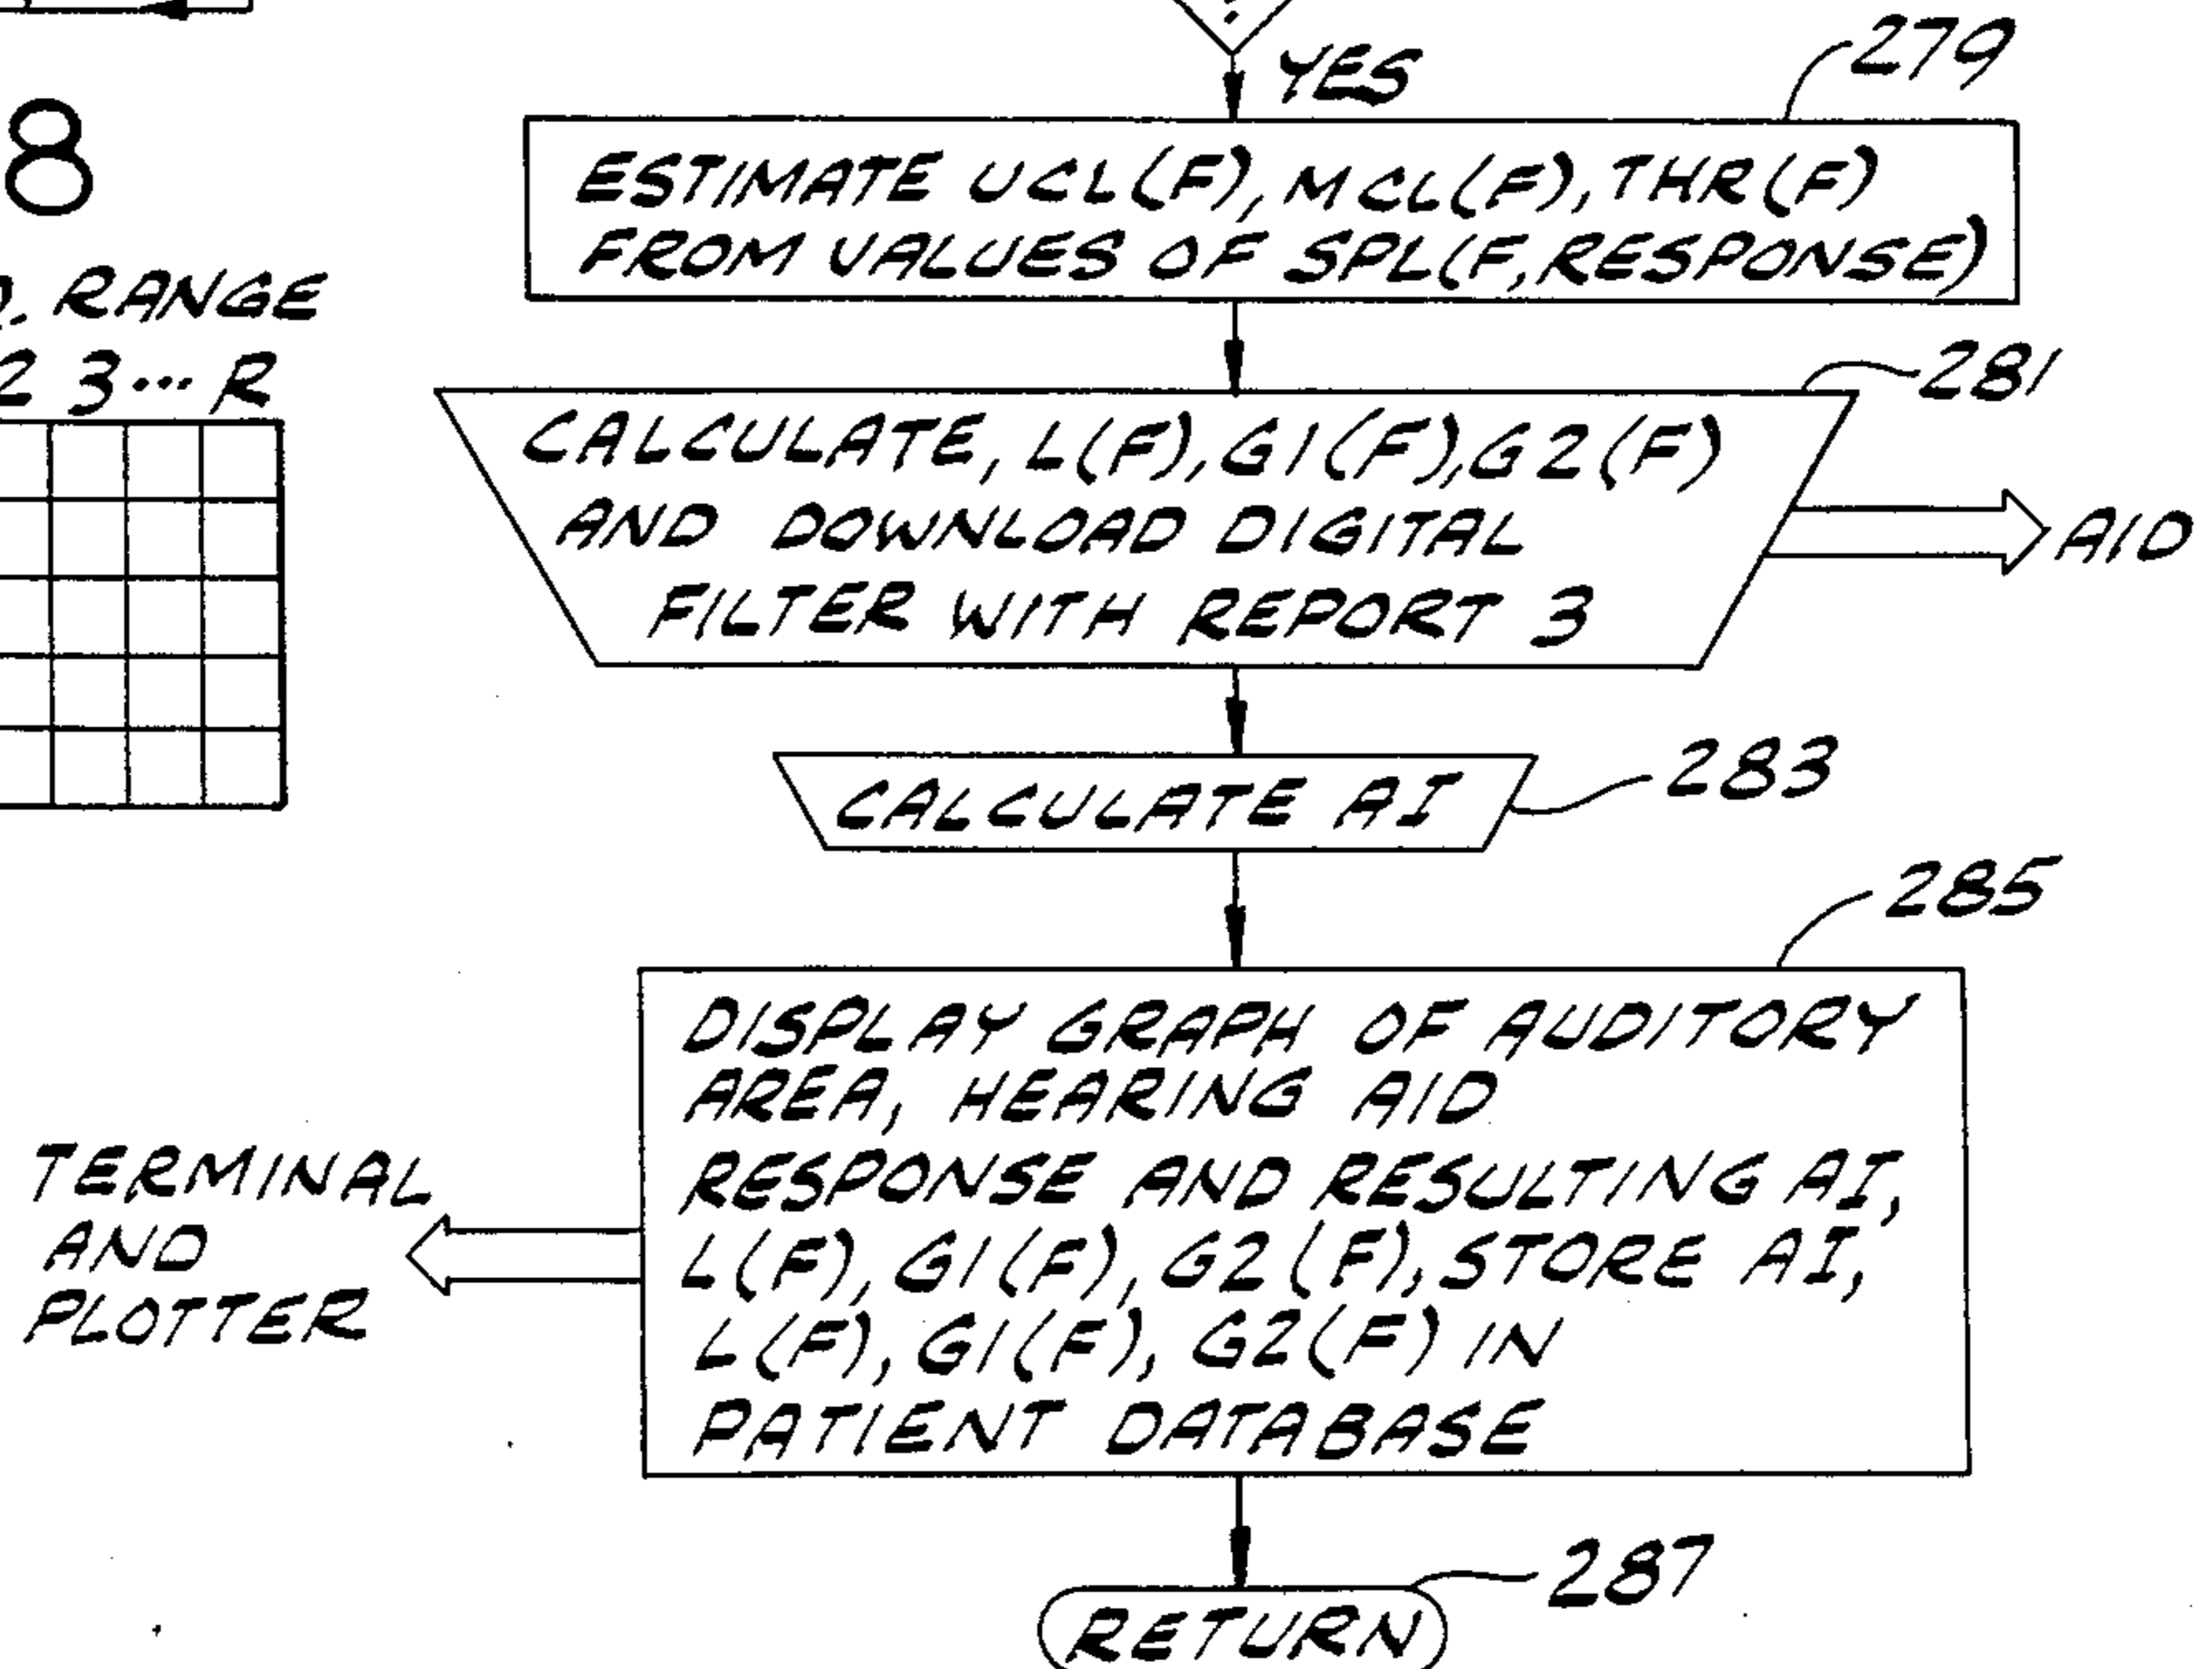 ?
YES
279
ESTIMATE UCL(F), MCL(F), THR(F)
FROM VALUES OF SPL(F, RESPONSE)
8
RANGE
2 3... R
281
CALCULATE, L(F), G1(F), G2(F)
AND DOWNLOAD DIGITAL
FILTER WITH REPORT 3
AID
CALCULATE AI
283
285
DISPLAY GRAPH OF AUDITORY
AREA, HEARING AID
RESPONSE AND RESULTING AI,
L(F), G1(F), G2(F), STORE AI,
L(F), G1(F), G2(F) IN
PATIENT DATABASE
TERMINAL
AND
PLOTTER
287
RETURN